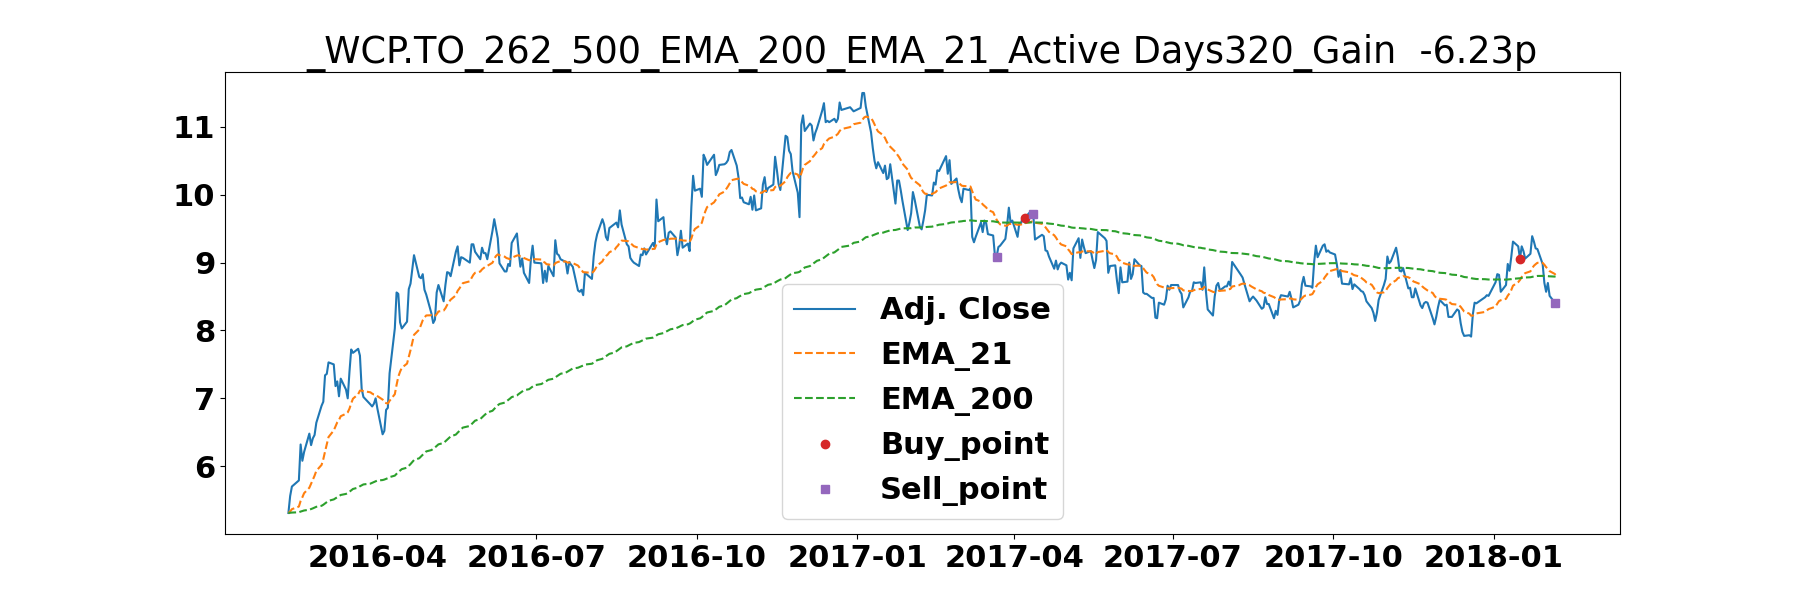 _WCP.TO_262_500_EMA_200_EMA_21_Active Days320_Gain  -6.23p
11
10
9
8
7
6
Adj. Close
EMA_21
EMA_200
Buy_point
Sell_point
2016-04 2016-07 2016-10 2017-01 2017-04 2017-07 2017-10 2018-01